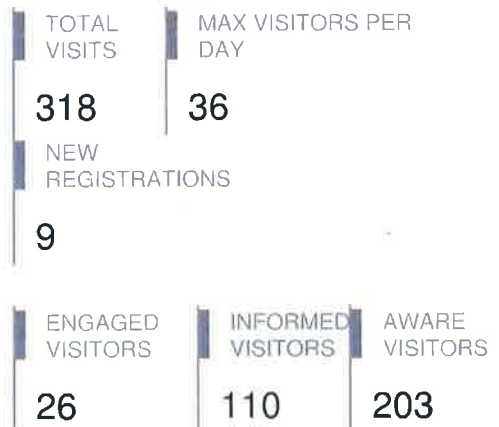 TOTAL VISITS
MAX VISITORS PER DAY
318
36
NEW REGISTRATIONS
9
ENGAGED VISITORS
INFORMED VISITORS
AWARE VISITORS
26
110
203